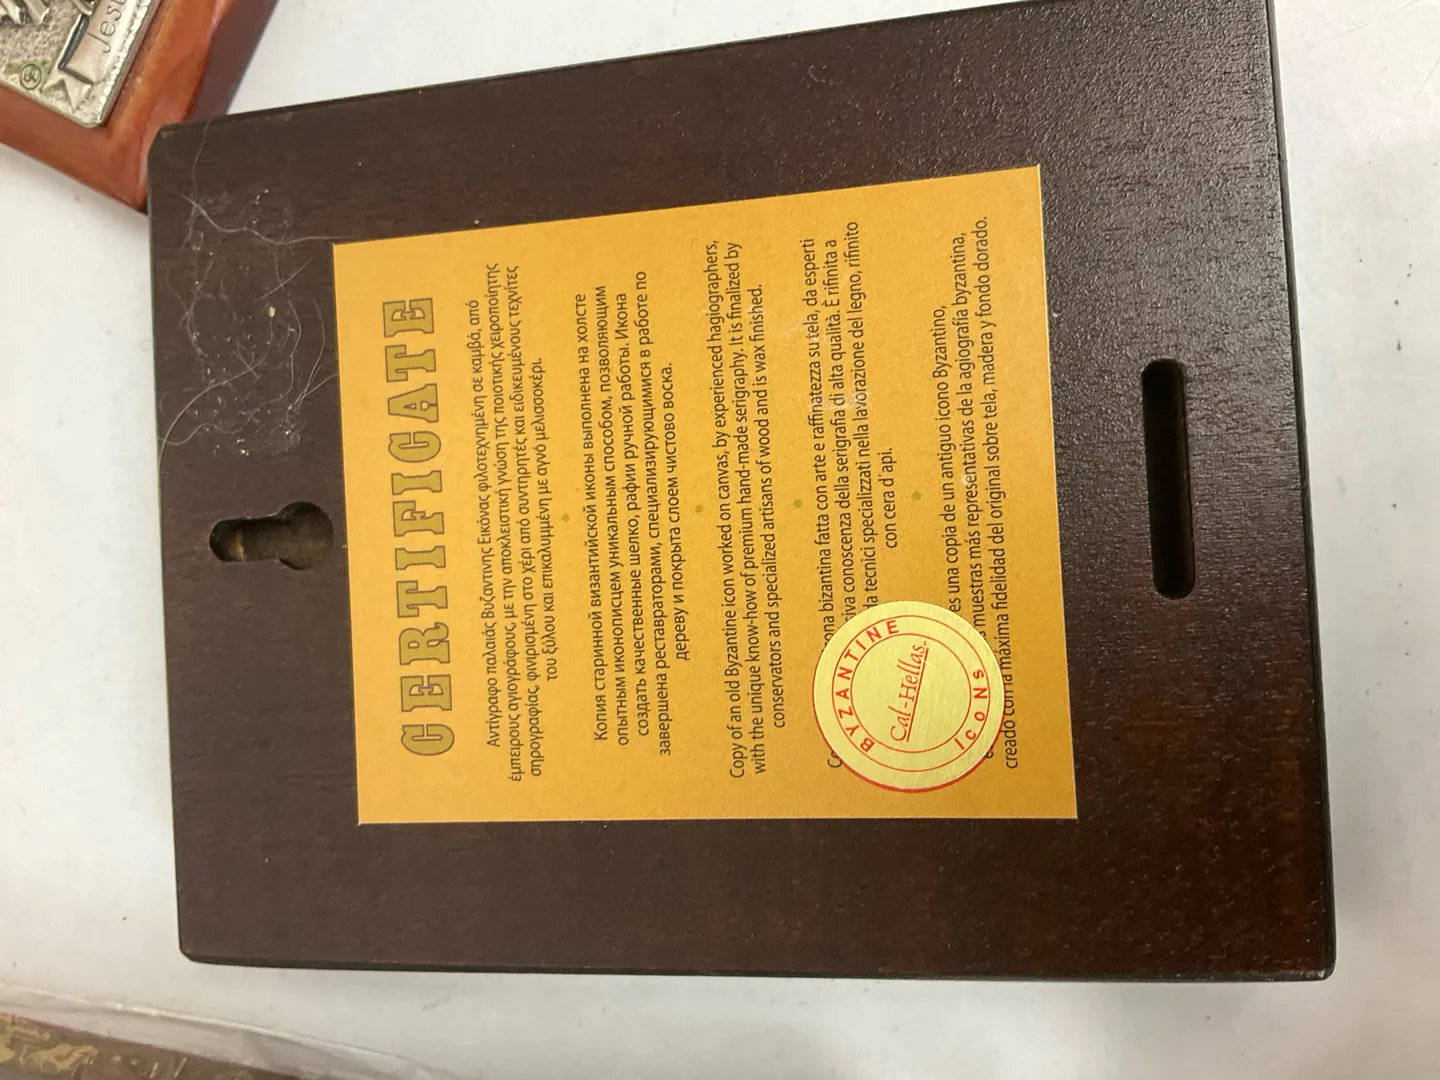 CERTIFICATE
Αντίγραφο παλαιάς Βυζαντινης Εικόνας φιλοτεχνημένη σε καμβά, από
έμπειρους αγιογράφους, με την αποκλειστική γνώση της ποιοτικής χειροποίητης
σηρογραφίας, φινιρισμένη στο χέρι από συντηρητές και ειδικευμένους τεχνίτες
του ξύλου και επικαλυμμένη με αγνό μελισσοκέρι.
Копия старинной византийской иконы выполнена на холсте
опытным иконописцем уникальным способом, позволяющим
создать качественные шелко, рафии ручной работы. Икона
завершена реставраторами, специализирующимися в работе по
дереву и покрыта слоем чистово воска.
Copy of an old Byzantine icon worked on canvas, by experienced hagiographers,
with the unique know-how of premium hand-made serigraphy. It is finalized by
conservators and specialized artisans of wood and is wax finished.
bizantina fatta con arte e raffinatezza su tela, da esperti
conoscenza della serigrafia di alta qualità. È rifinita a
da tecnici specializzati nella lavorazione del legno, rifinito
con cera d'api.
es una copia de un antiguo icono Byzantino,
muestras más representativas de la agiografia byzantina,
creado con la máxima fidelidad del original sobre tela, madera y fondo dorado.
BYZANTINE
Cal-Hellas
IcONS
Jesu